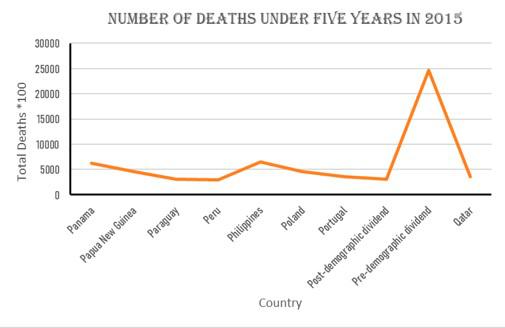 NUMBER OF DEATHS UNDER FIVE YEARS IN 2015
30000
25000
20000
15000
10000
5000
0
Total Deaths *100
Panama
Papua New Guinea
Paraguay
Peru
Philippines
Poland
Portugal
Post-demographic dividend
Pre-demographic dividend
Qatar
Country